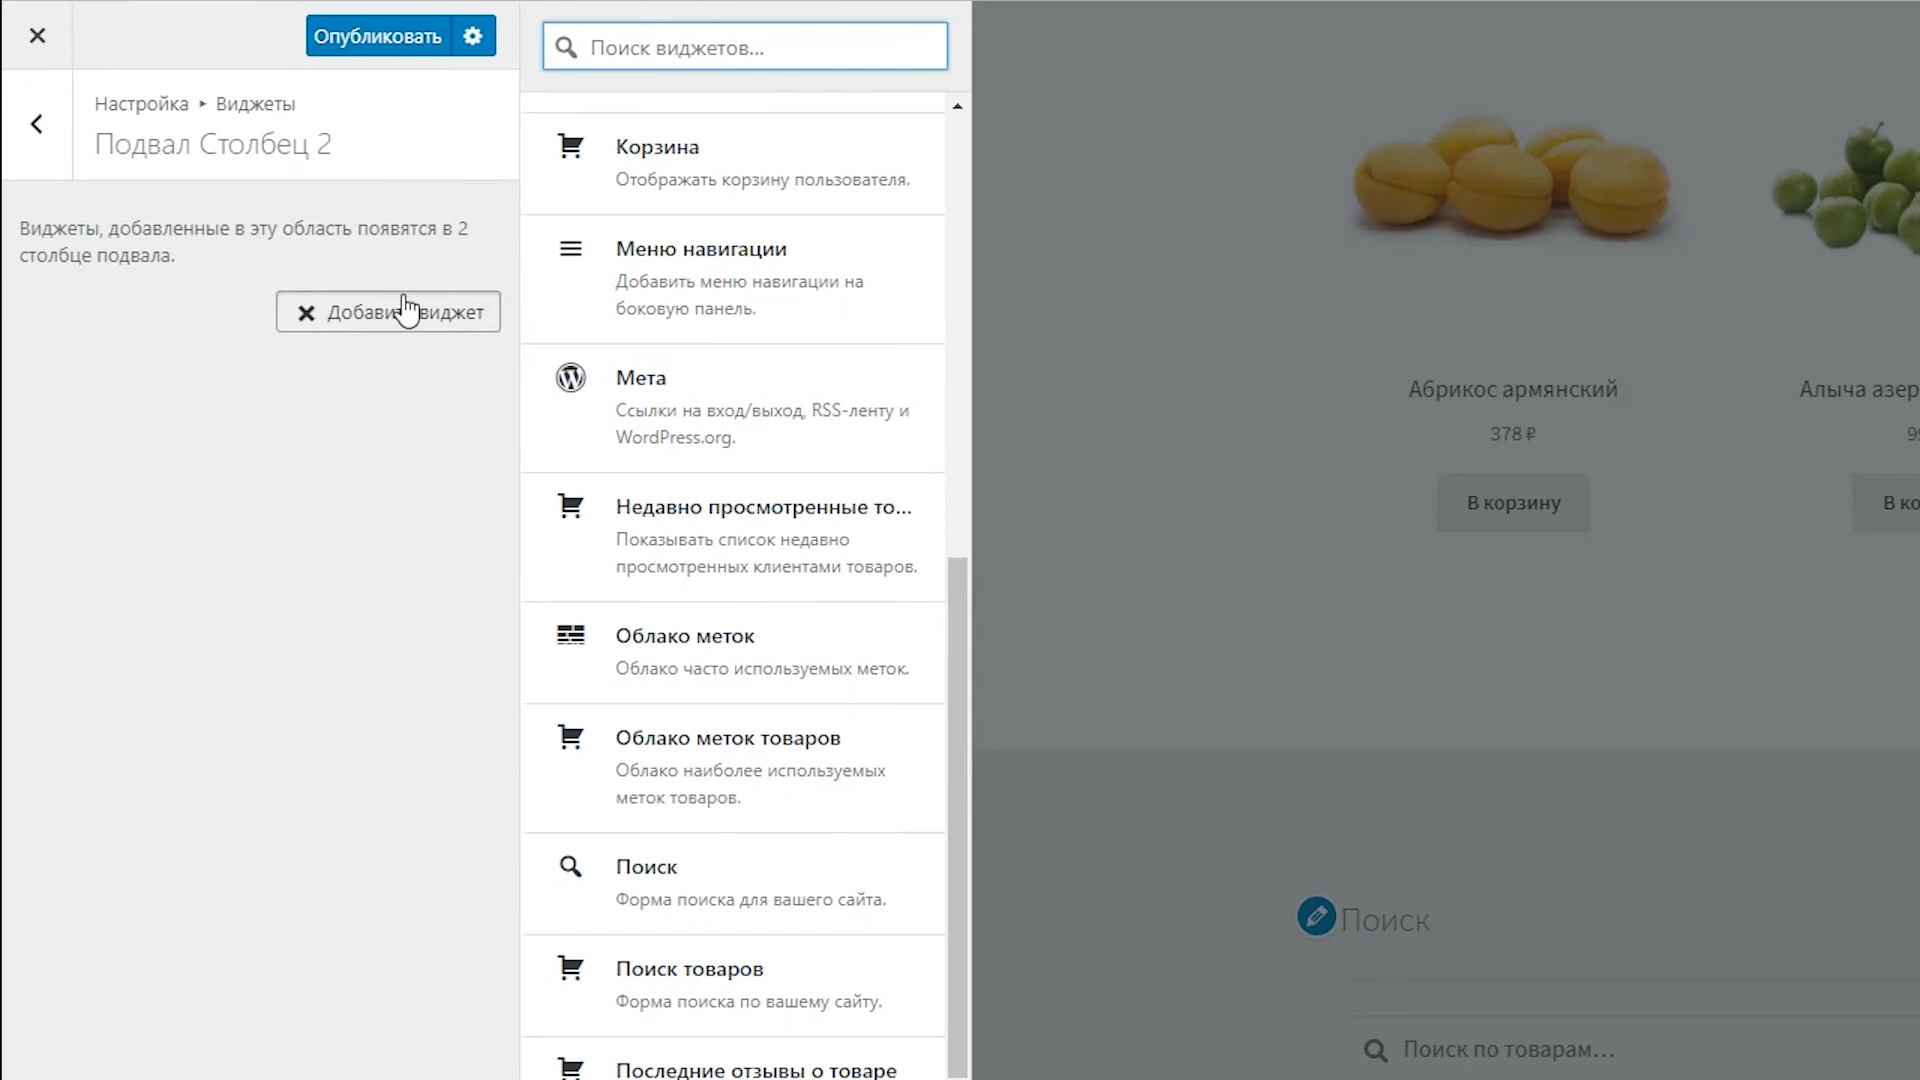 Опубликовать
Настройка ▸ Виджеты
Подвал Столбец 2
Виджеты, добавленные в эту область появятся в 2
столбце подвала.
виджет
Поиск виджетов...
Корзина
Отображать корзину пользователя.
Меню навигации
Добавить меню навигации на
боковую панель.
Мета
Ссылки на вход/выход, RSS-ленту и
WordPress.org.
Недавно просмотренные то...
Показывать список недавно
просмотренных клиентами товаров.
Облако меток
Облако часто используемых меток.
Облако меток товаров
Облако наиболее используемых
меток товаров.
Поиск
Форма поиска для вашего сайта.
Поиск товаров
Форма поиска по вашему сайту.
Последние отзывы о товаре
Абрикос армянский
378 ₽
В корзину
Алыча
В
Поиск
Поиск по товарам...